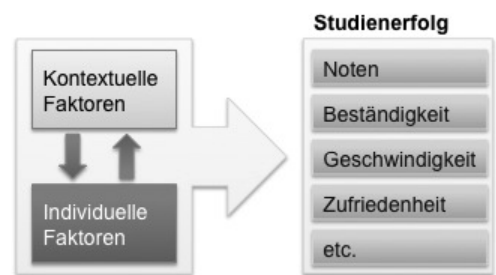 Kontextuelle
Faktoren
Individuelle
Faktoren
Studienerfolg
Noten
Beständigkeit
Geschwindigkeit
Zufriedenheit
etc.